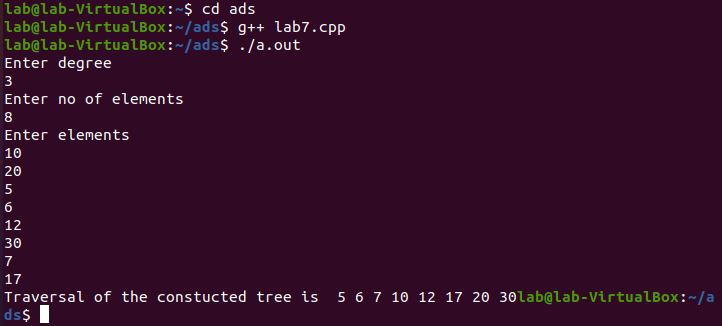 lab@lab-VirtualBox:~$ cd ads
lab@lab-VirtualBox:~/ads$ g++ lab7.cpp
lab@lab-VirtualBox:~/ads$ ./a.out
Enter degree
3
Enter no of elements
8
Enter elements
10
20
5
6
12
30
7
17
Traversal of the constucted tree is  5 6 7 10 12 17 20 30lab@lab-VirtualBox:~/a
ds$